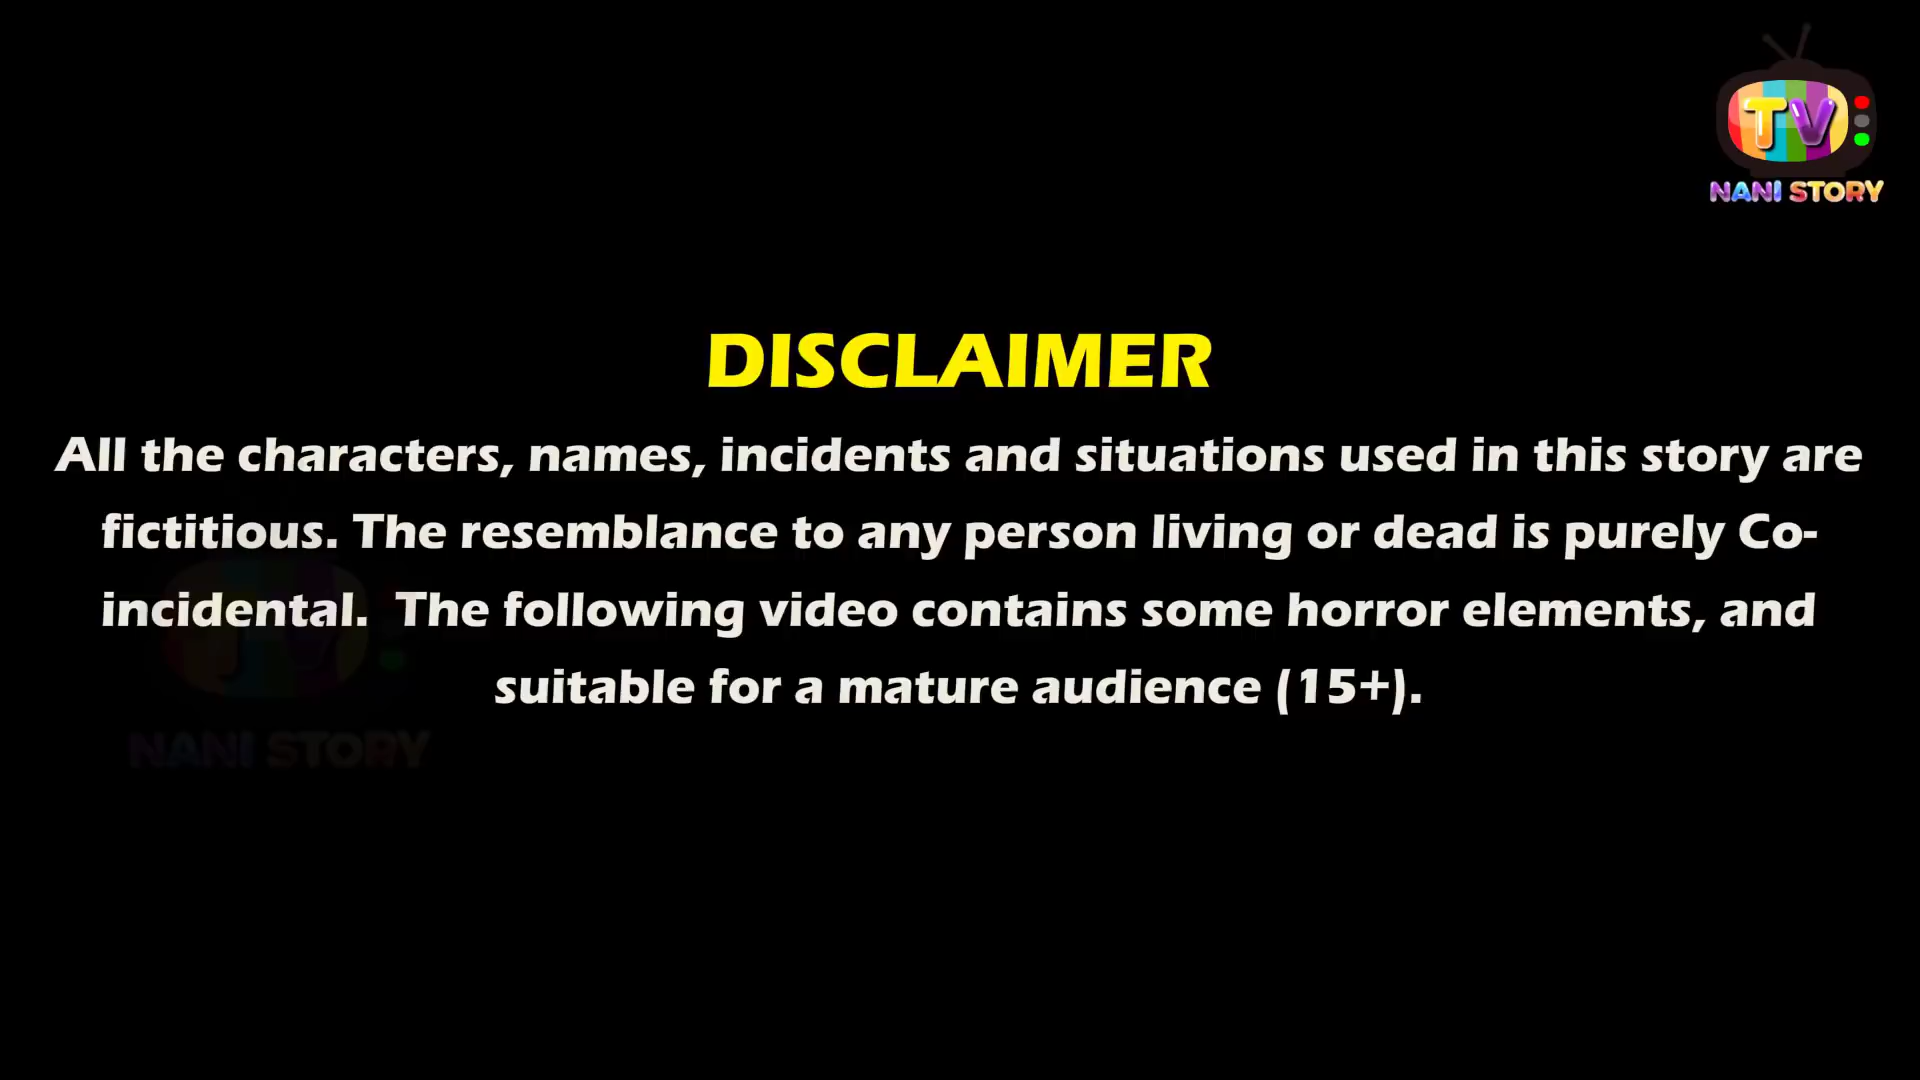 TV
NANI STORY
DISCLAIMER
All the characters, names, incidents and situations used in this story are
fictitious. The resemblance to any person living or dead is purely Co-
incidental.  The following video contains some horror elements, and
suitable for a mature audience (15+).
TV
NANI STORY